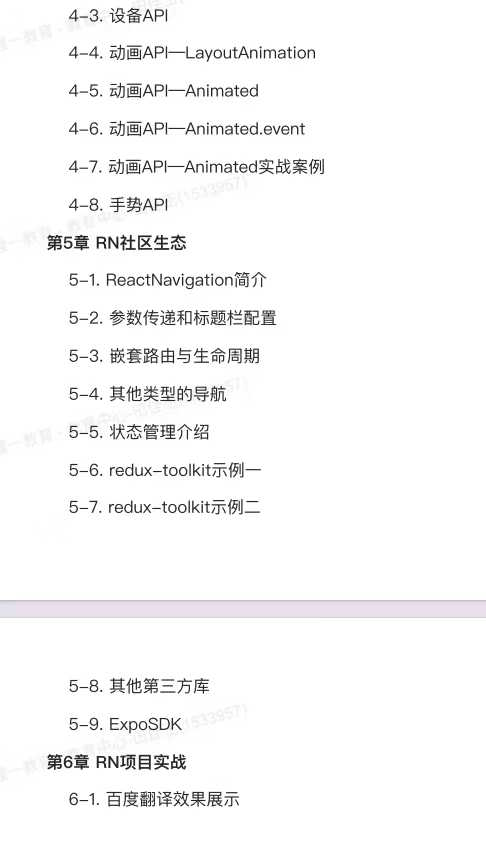 4-3. 设备API
4-4. 动画API—LayoutAnimation
4-5. 动画API—Animated
4-6. 动画API—Animated.event
4-7. 动画API—Animated实战案例
4-8. 手势API
第5章 RN社区生态
5-1. ReactNavigation简介
5-2. 参数传递和标题栏配置
5-3. 嵌套路由与生命周期
5-4. 其他类型的导航
5-5. 状态管理介绍
5-6. redux-toolkit示例一
5-7. redux-toolkit示例二
5-8. 其他第三方库
5-9. ExpoSDK
第6章 RN项目实战
6-1. 百度翻译效果展示